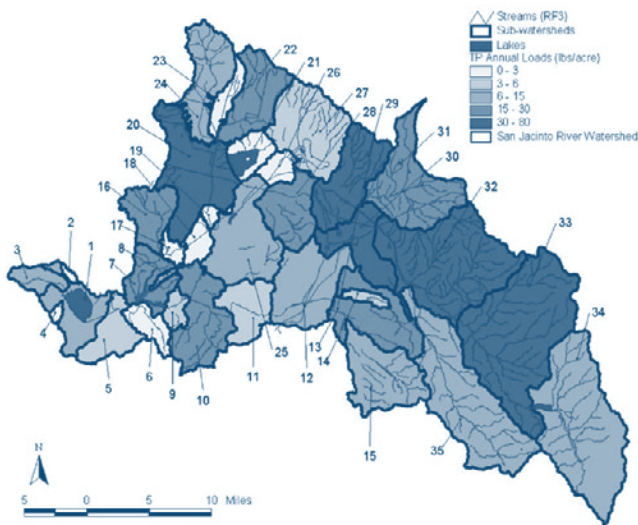 Streams (RF3)
Sub-watersheds
Lakes
TP Annual Loads (lbs/acre)
0 - 3
3 - 6
6 - 15
15 - 30
30 - 80
San Jacinto River Watershed
22
23
21
26
24
27
28
29
20
31
30
19
18
32
16
33
17
2
8
1
3
7
34
4
13
14
25
6
11
12
5
9
10
15
35
N
5 0 5 10 Miles